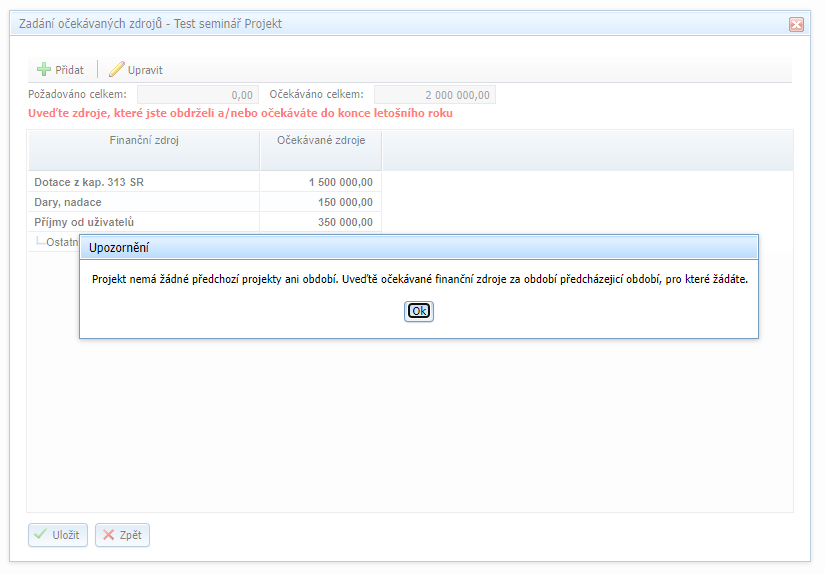 Zadání očekávaných zdrojů - Test seminář Projekt
Přidat Upravit
Požadováno celkem: 0,00 Očekáváno celkem: 2 000 000,00
Uveďte zdroje, které jste obdrželi a/nebo očekáváte do konce letošního roku
Finanční zdroj Očekávané zdroje
Dotace z kap. 313 SR 1 500 000,00
Dary, nadace 150 000,00
Příjmy od uživatelů 350 000,00
Ostatn
Upozornění
Projekt nemá žádné předchozí projekty ani období. Uveďtě očekávané finanční zdroje za období předcházejicí období, pro které žádáte.
Ok
Uložit Zpět